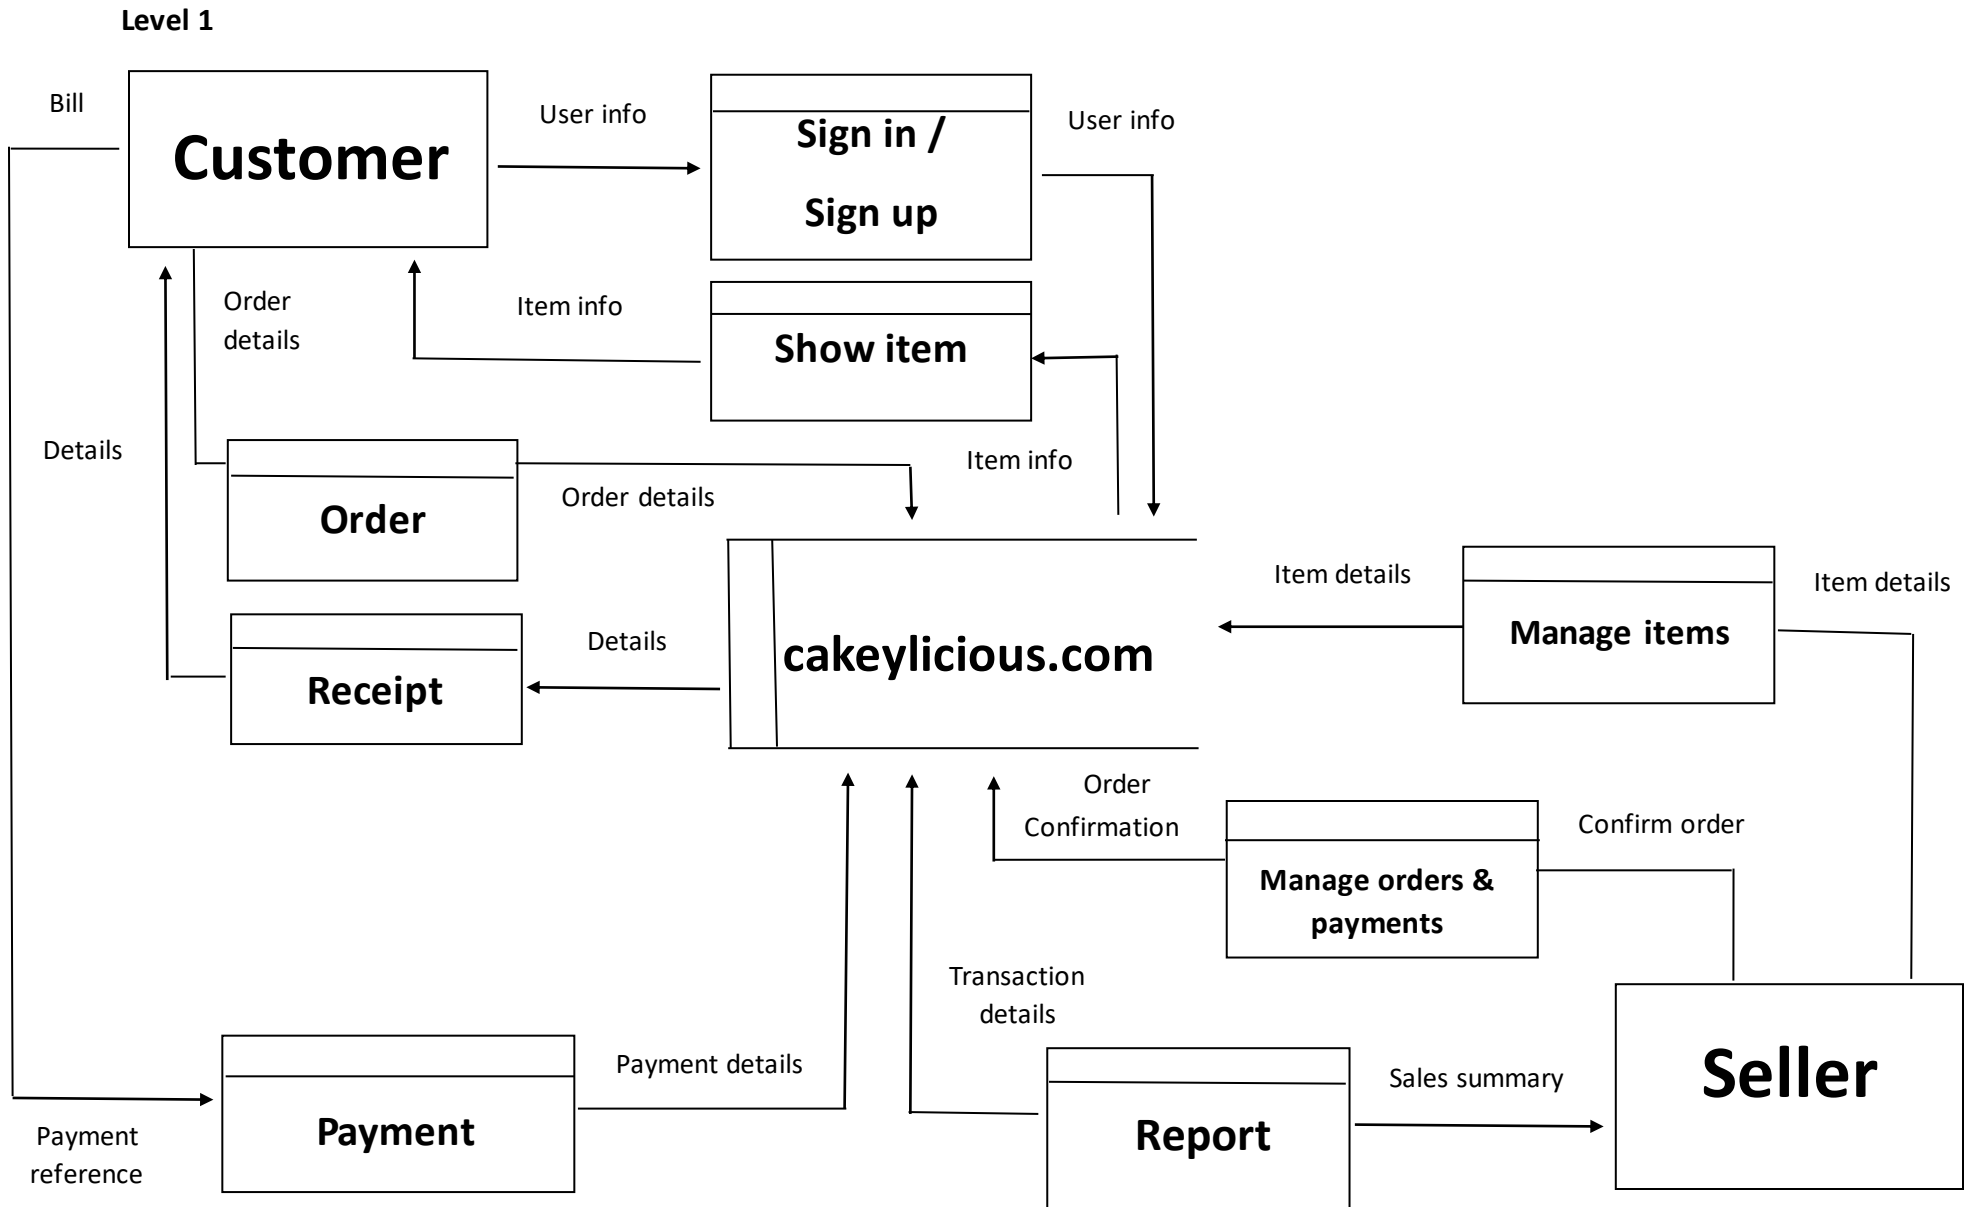 Level 1
Bill
Customer
User info
Sign in /
Sign up
User info
Order
details
Item info
Show item
Details
Order
Order details
Item info
Receipt
Details
cakeylicious.com
Item details
Manage items
Item details
Order
Confirmation
Manage orders &
payments
Confirm order
Transaction
details
Payment
reference
Payment
Payment details
Report
Sales summary
Seller